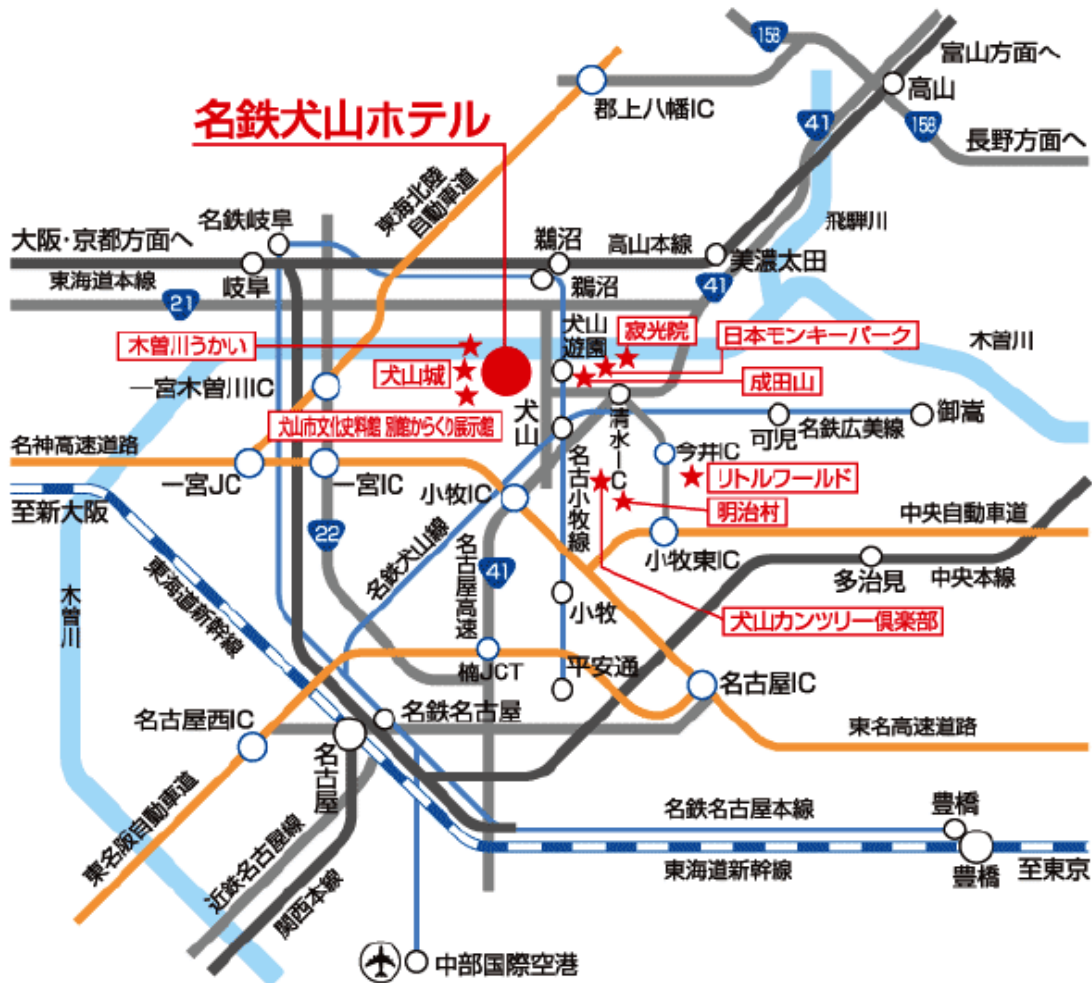 158
富山方面へ
高山
郡上八幡IC
名鉄犬山ホテル
41
158
長野方面へ
東海北陸
自動車道
名鉄岐阜
飛騨川
大阪・京都方面へ
鵜沼
高山本線
美濃太田
東海道本線
岐阜
鵜沼
41
21
犬山
遊園
寂光院
日本モンキーパーク
木曽川
木曽川うかい
犬山城
成田山
一宮木曽川IC
犬山市文化史料館 別館からくり展示館
犬山
清水一IC
可児
名鉄広美線
御嵩
名神高速道路
今井IC
一宮JC
一宮IC
小牧IC
名古小牧線
リトルワールド
至新大阪
明治村
中央自動車道
22
名鉄犬山線
名古屋高速
41
小牧東IC
多治見
中央本線
木曽川
東海道新幹線
小牧
犬山カンツリー倶楽部
楠JCT
平安通
名古屋IC
名古屋西IC
名鉄名古屋
東名高速道路
名古屋
東名阪自動車道
近鉄名古屋線
関西本線
名鉄名古屋本線
豊橋
東海道新幹線
豊橋
至東京
中部国際空港